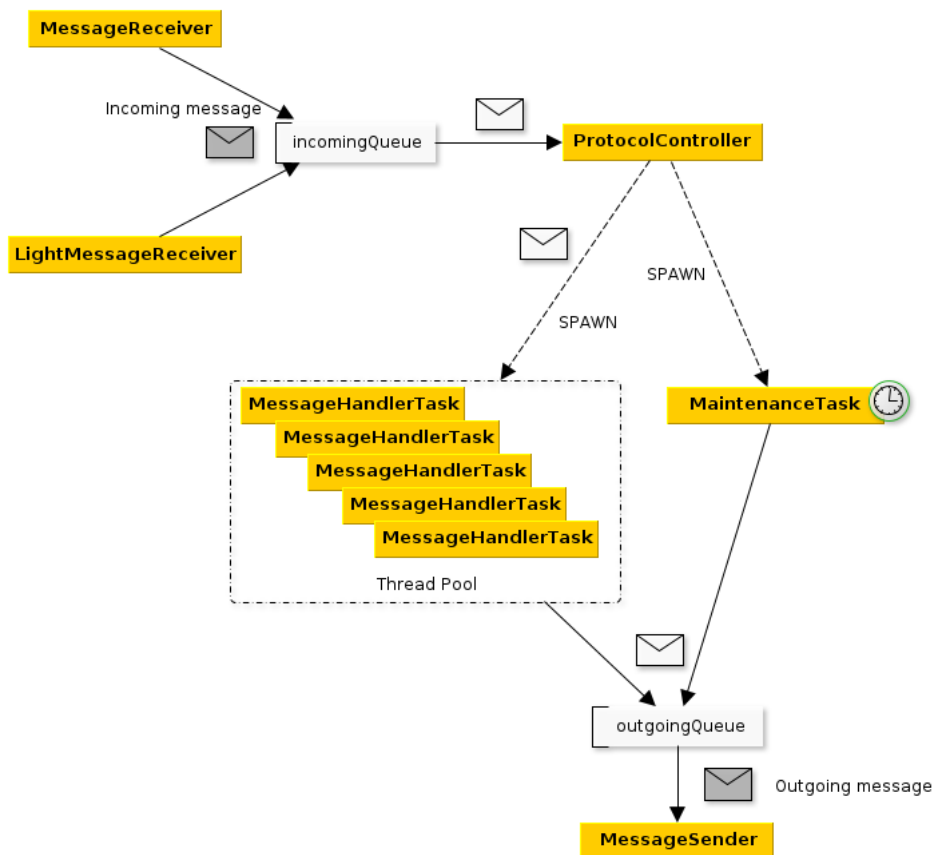 MessageReceiver
Incoming message
incomingQueue
ProtocolController
LightMessageReceiver
SPAWN
SPAWN
MessageHandlerTask
MaintenanceTask
MessageHandlerTask
MessageHandlerTask
MessageHandlerTask
MessageHandlerTask
Thread Pool
outgoingQueue
Outgoing message
MessageSender